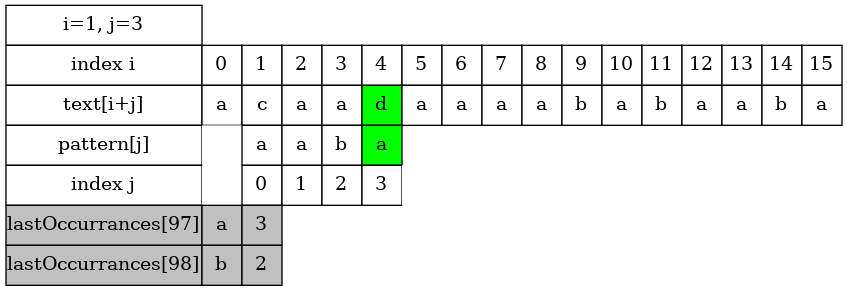 i=1, j=3
index i 0 1 2 3 4 5 6 7 8 9 10 11 12 13 14 15
text[i+j] a c a a d a a a a b a b a a b a
pattern[j] a a b a
index j 0 1 2 3
lastOccurrances[97] a 3
lastOccurrances[98] b 2